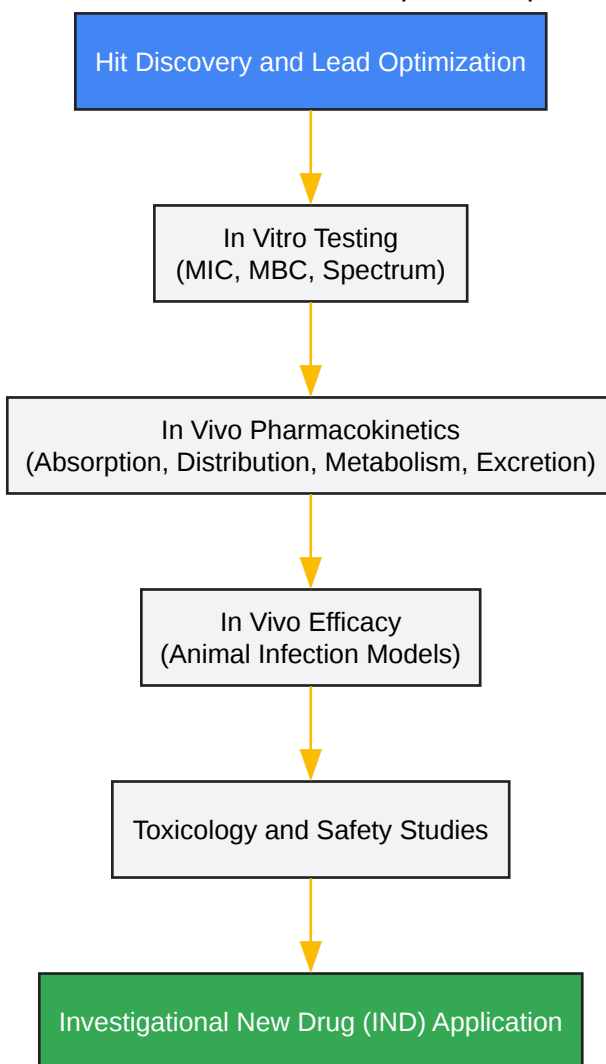 Hit Discovery and Lead Optimization
In Vitro Testing
(MIC, MBC, Spectrum)
In Vivo Pharmacokinetics
(Absorption, Distribution, Metabolism, Excretion)
In Vivo Efficacy
(Animal Infection Models)
Toxicology and Safety Studies
Investigational New Drug (IND) Application